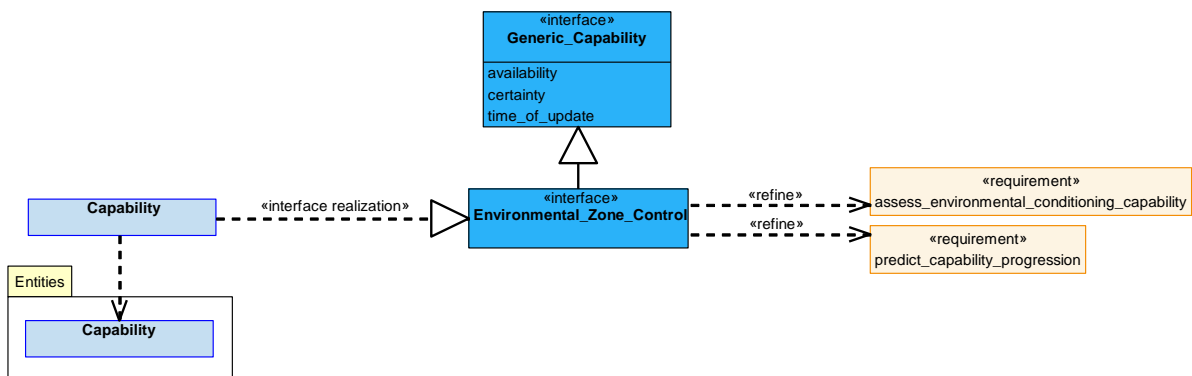 «interface»
Generic_Capability
availability
certainty
time_of_update
Capability
«interface realization»
«interface»
Environmental_Zone_Control
«refine»
«refine»
«requirement»
assess_environmental_conditioning_capability
«requirement»
predict_capability_progression
Entities
Capability